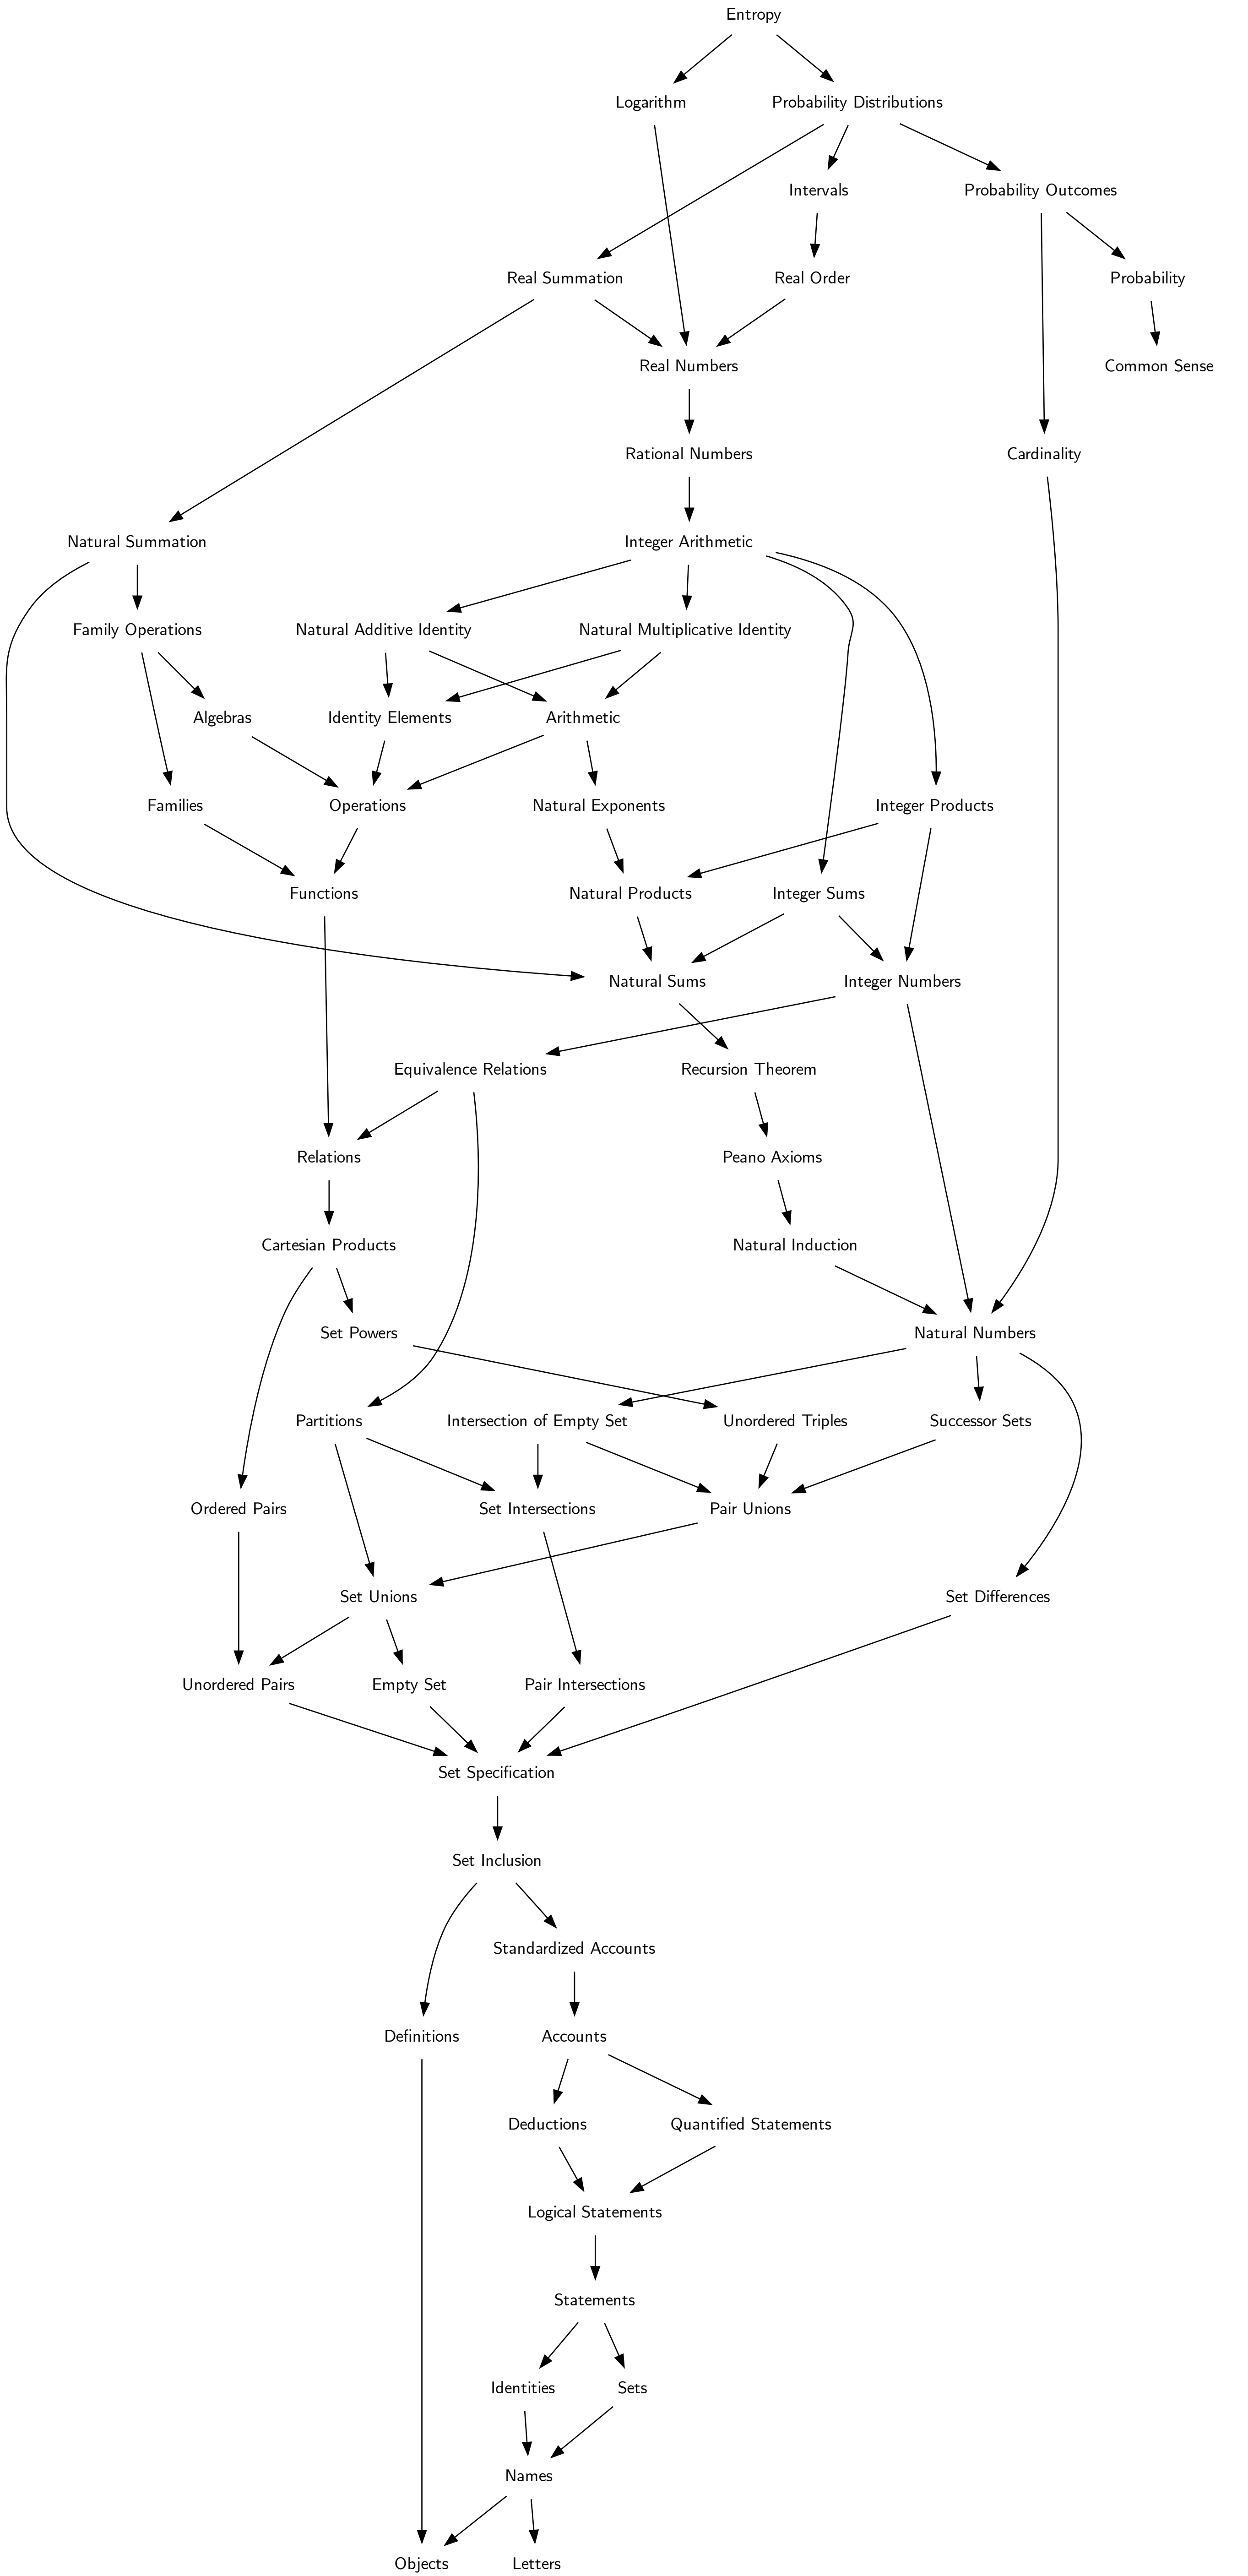 Entropy
Logarithm
Probability Distributions
Intervals
Probability Outcomes
Real Summation
Real Order
Probability
Real Numbers
Common Sense
Rational Numbers
Cardinality
Natural Summation
Integer Arithmetic
Family Operations
Natural Additive Identity
Natural Multiplicative Identity
Algebras
Identity Elements
Arithmetic
Families
Operations
Natural Exponents
Integer Products
Functions
Natural Products
Integer Sums
Natural Sums
Integer Numbers
Equivalence Relations
Recursion Theorem
Relations
Peano Axioms
Cartesian Products
Natural Induction
Set Powers
Natural Numbers
Partitions
Intersection of Empty Set
Unordered Triples
Successor Sets
Ordered Pairs
Set Intersections
Pair Unions
Set Unions
Set Differences
Unordered Pairs
Empty Set
Pair Intersections
Set Specification
Set Inclusion
Standardized Accounts
Definitions
Accounts
Deductions
Quantified Statements
Logical Statements
Statements
Identities
Sets
Names
Objects
Letters